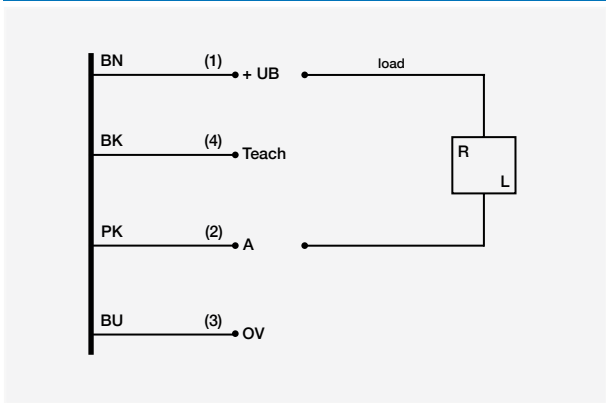 BN (1) + UB load
BK (4) Teach
R
L
PK (2) A
BU (3) OV